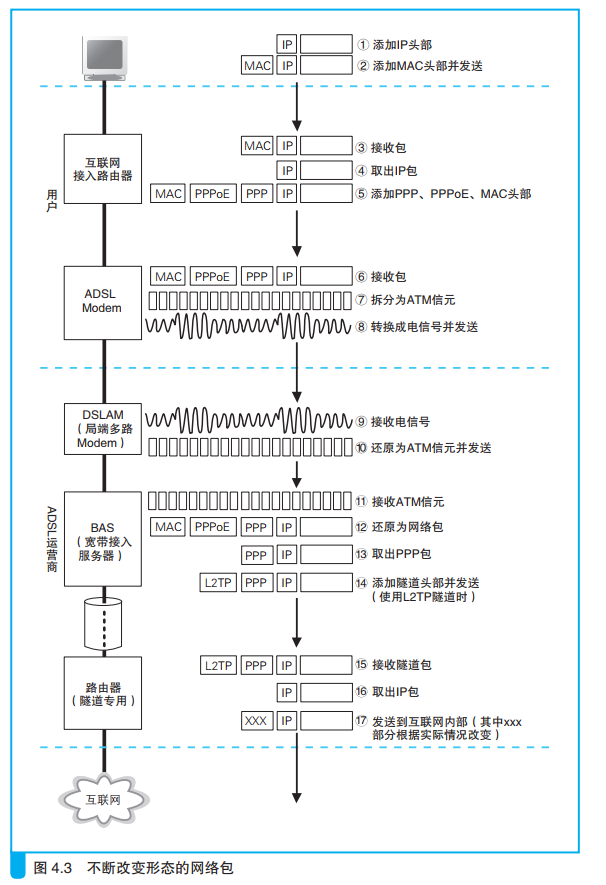 IP
① 添加IP头部
MAC IP
② 添加MAC头部并发送
用户
互联网
接入路由器
MAC IP
③ 接收包
IP
④ 取出IP包
MAC PPPoE PPP IP
⑤ 添加PPP、PPPoE、MAC头部
ADSL
Modem
MAC PPPoE PPP IP
⑥ 接收包
⑦ 拆分为ATM信元
⑧ 转换成电信号并发送
ADSL运营商
DSLAM
（局端多路
Modem）
⑨ 接收电信号
⑩ 还原为ATM信元并发送
BAS
（宽带接入
服务器）
⑪ 接收ATM信元
MAC PPPoE PPP IP
⑫ 还原为网络包
PPP IP
⑬ 取出PPP包
L2TP PPP IP
⑭ 添加隧道头部并发送
（使用L2TP隧道时）
路由器
（隧道专用）
L2TP PPP IP
⑮ 接收隧道包
IP
⑯ 取出IP包
XXX IP
⑰ 发送到互联网内部（其中xxx
部分根据实际情况改变）
互联网
图 4.3 不断改变形态的网络包